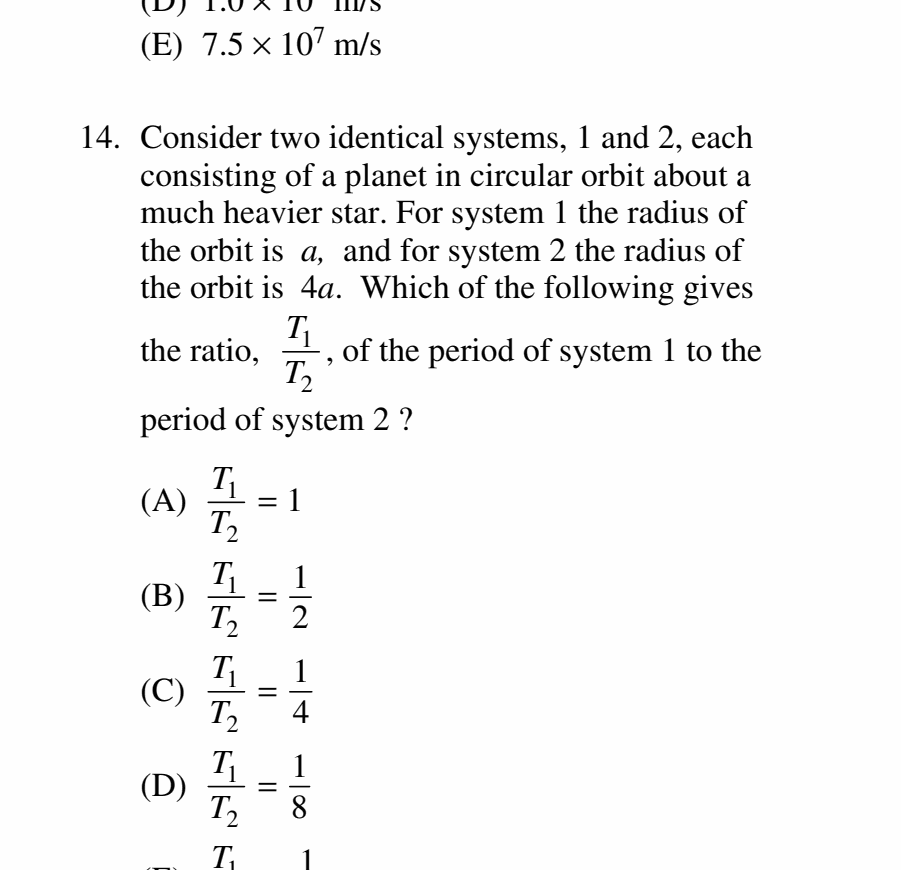 (E) 7.5 × 10⁷ m/s
14. Consider two identical systems, 1 and 2, each
consisting of a planet in circular orbit about a
much heavier star. For system 1 the radius of
the orbit is a, and for system 2 the radius of
the orbit is 4a. Which of the following gives
the ratio, T₁/T₂, of the period of system 1 to the
period of system 2 ?
(A) T₁/T₂ = 1
(B) T₁/T₂ = 1/2
(C) T₁/T₂ = 1/4
(D) T₁/T₂ = 1/8